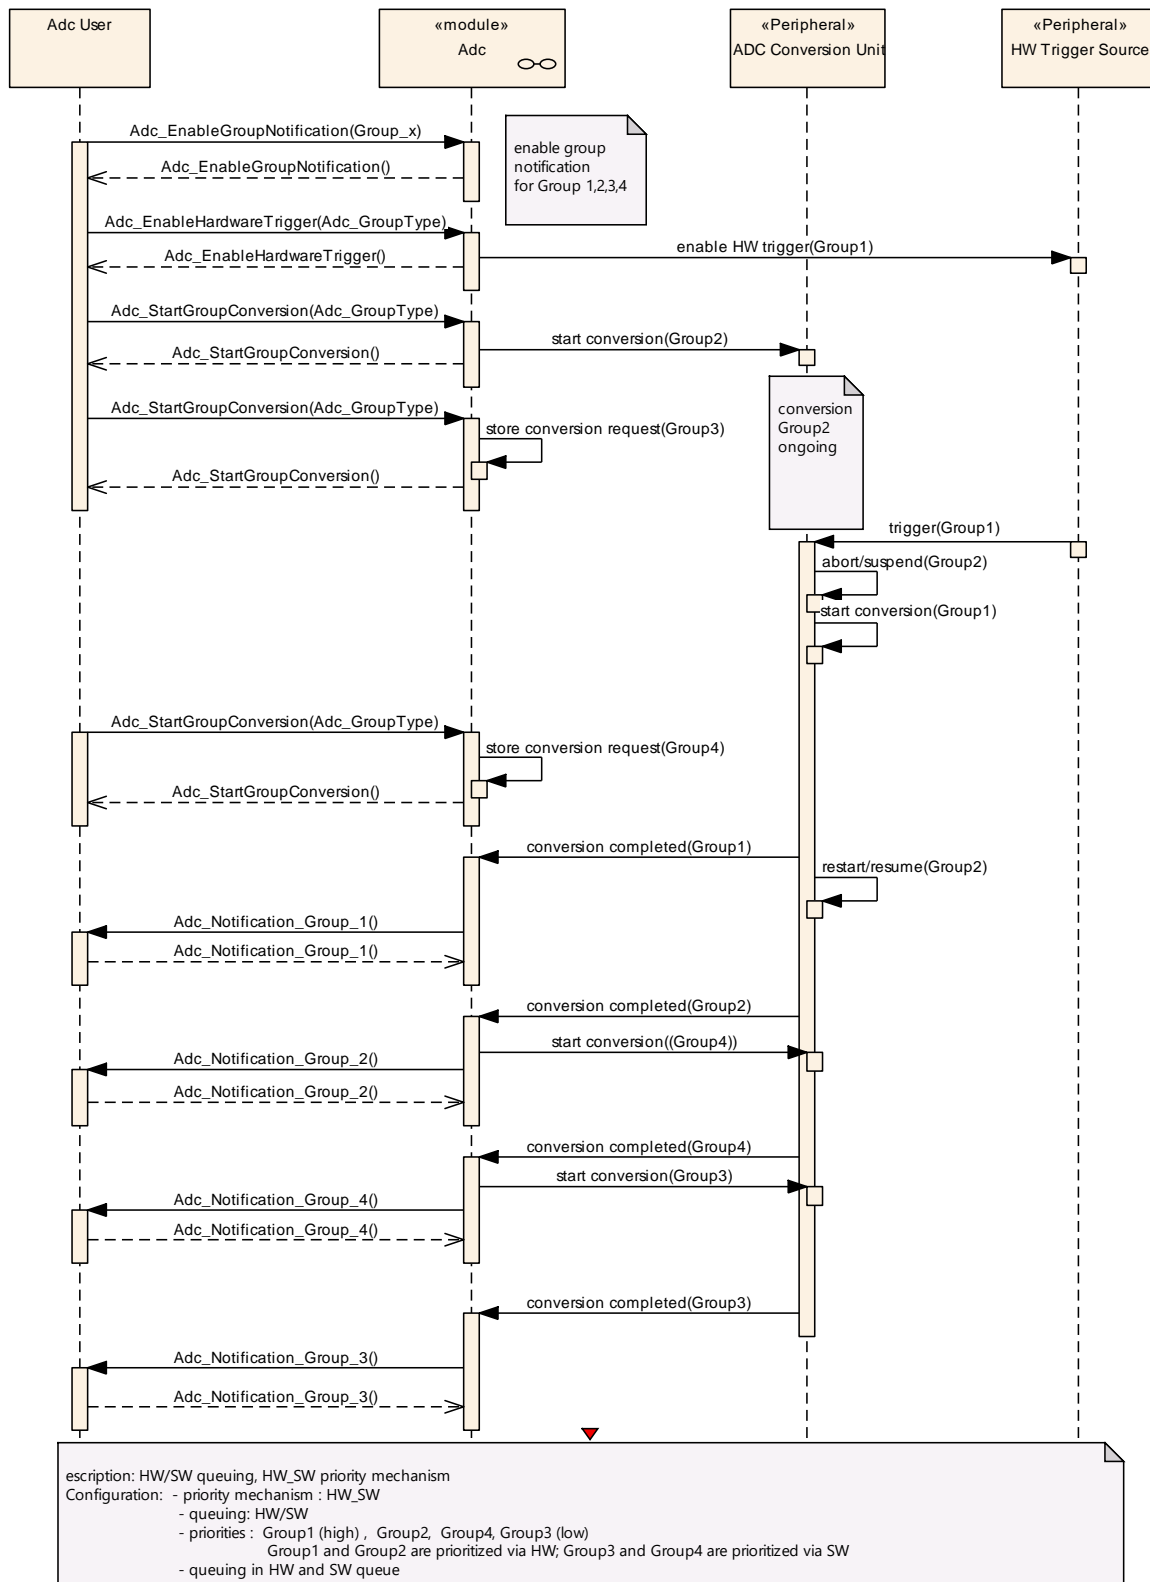 Adc User
«module»
Adc
«Peripheral»
ADC Conversion Unit
«Peripheral»
HW Trigger Source
Adc_EnableGroupNotification(Group_x)
enable group
notification
for Group 1,2,3,4
Adc_EnableGroupNotification()
Adc_EnableHardwareTrigger(Adc_GroupType)
enable HW trigger(Group1)
Adc_EnableHardwareTrigger()
Adc_StartGroupConversion(Adc_GroupType)
start conversion(Group2)
Adc_StartGroupConversion()
conversion
Group2
ongoing
Adc_StartGroupConversion(Adc_GroupType)
store conversion request(Group3)
Adc_StartGroupConversion()
trigger(Group1)
abort/suspend(Group2)
start conversion(Group1)
Adc_StartGroupConversion(Adc_GroupType)
store conversion request(Group4)
Adc_StartGroupConversion()
conversion completed(Group1)
restart/resume(Group2)
Adc_Notification_Group_1()
Adc_Notification_Group_1()
conversion completed(Group2)
start conversion((Group4))
Adc_Notification_Group_2()
Adc_Notification_Group_2()
conversion completed(Group4)
start conversion(Group3)
Adc_Notification_Group_4()
Adc_Notification_Group_4()
conversion completed(Group3)
Adc_Notification_Group_3()
Adc_Notification_Group_3()
escription: HW/SW queuing, HW_SW priority mechanism
Configuration: - priority mechanism : HW_SW
- queuing: HW/SW
- priorities : Group1 (high) , Group2, Group4, Group3 (low)
Group1 and Group2 are prioritized via HW; Group3 and Group4 are prioritized via SW
- queuing in HW and SW queue